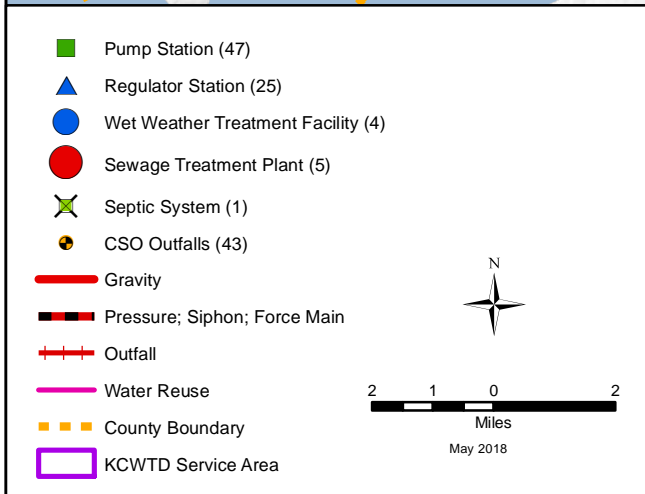 Pump Station (47)
Regulator Station (25)
Wet Weather Treatment Facility (4)
Sewage Treatment Plant (5)
Septic System (1)
CSO Outfalls (43)
Gravity
Pressure; Siphon; Force Main
Outfall
Water Reuse
County Boundary
KCWTD Service Area
N
2 1 0 2
Miles
May 2018